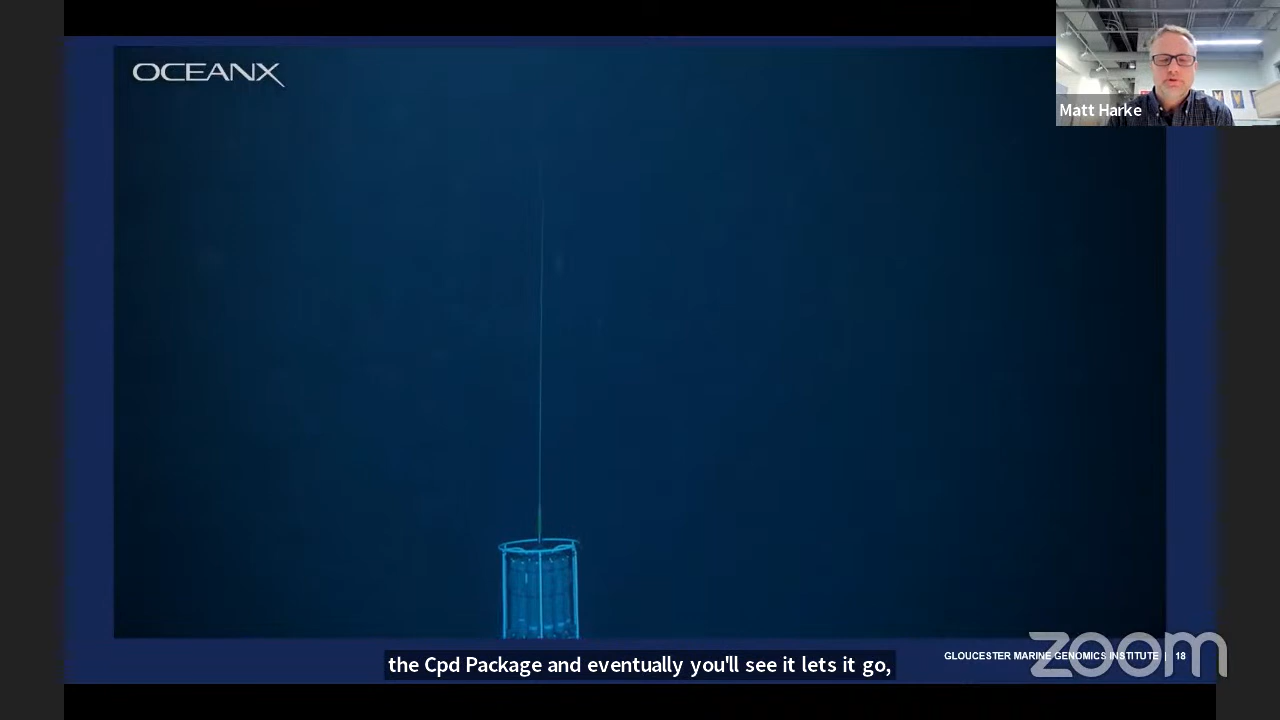 OCEANX
Matt Harke
the Cpd Package and eventually you'll see it lets it go,
GLOUCESTER MARINE GENOMICS INSTITUTE | 18
zoom